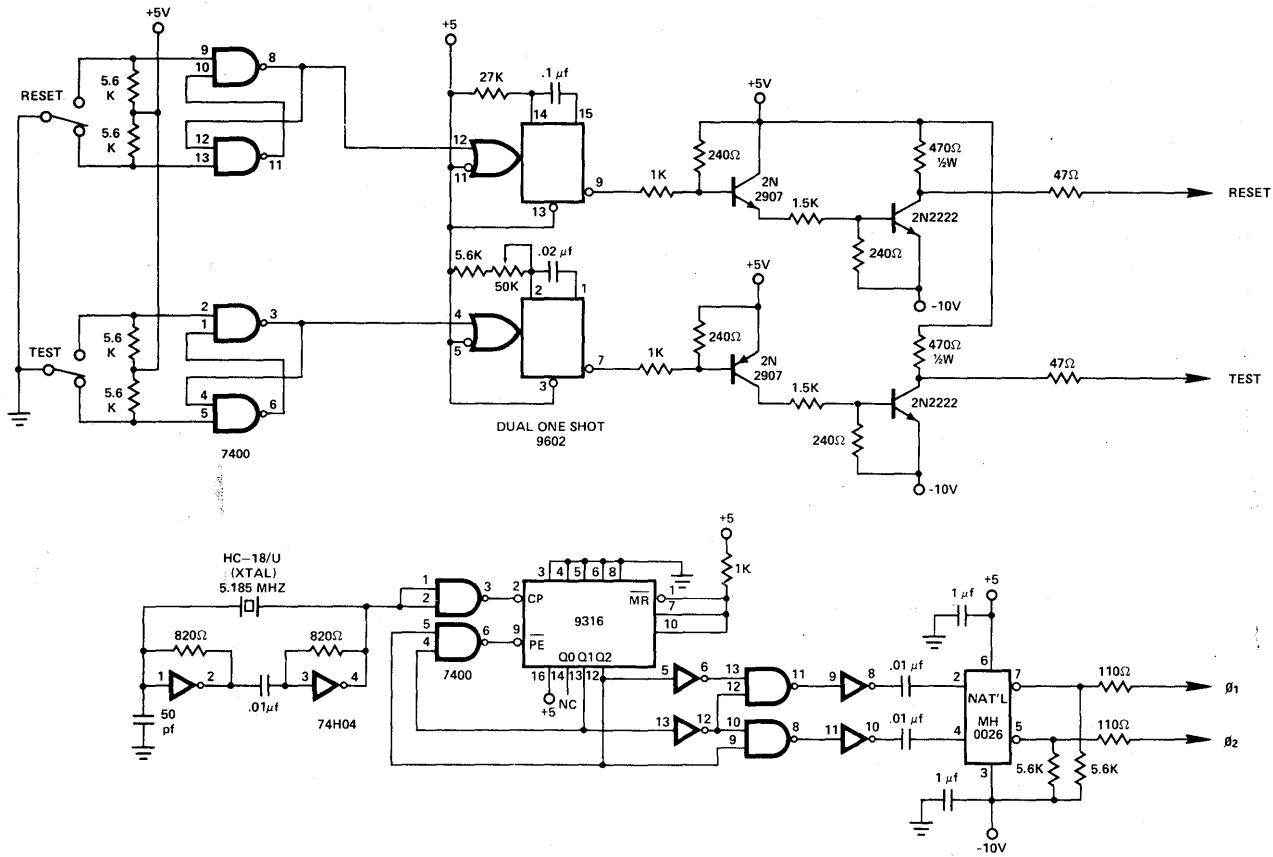 +5V
9
10
8
12
13
11
5.6
K
5.6
K
RESET
2
1
3
4
5
6
5.6
K
5.6
K
TEST
7400
+5
27K
.1 μf
14
15
12
11
13
9
5.6K
50K
.02 μf
2
1
4
5
3
7
DUAL ONE SHOT
9602
+5V
240Ω
1K
2N
2907
1.5K
240Ω
470Ω
½W
2N2222
-10V
47Ω
RESET
+5V
240Ω
1K
2N
2907
1.5K
240Ω
470Ω
½W
2N2222
-10V
47Ω
TEST
HC-18/U
(XTAL)
5.185 MHZ
820Ω
820Ω
1
2
3
4
.01μf
50
pf
74H04
1
2
3
5
4
6
7400
2
CP
9
PE
3
4
5
6
8
9316
MR
1
7
10
Q0
Q1
Q2
16
14
13
12
+5
NC
+5
1K
5
6
13
12
13
12
11
10
9
8
9
8
11
10
.01 μf
.01 μf
1 μf
+5
6
2
4
7
5
3
NAT'L
MH
0026
110Ω
110Ω
5.6K
5.6K
1 μf
-10V
Ø1
Ø2